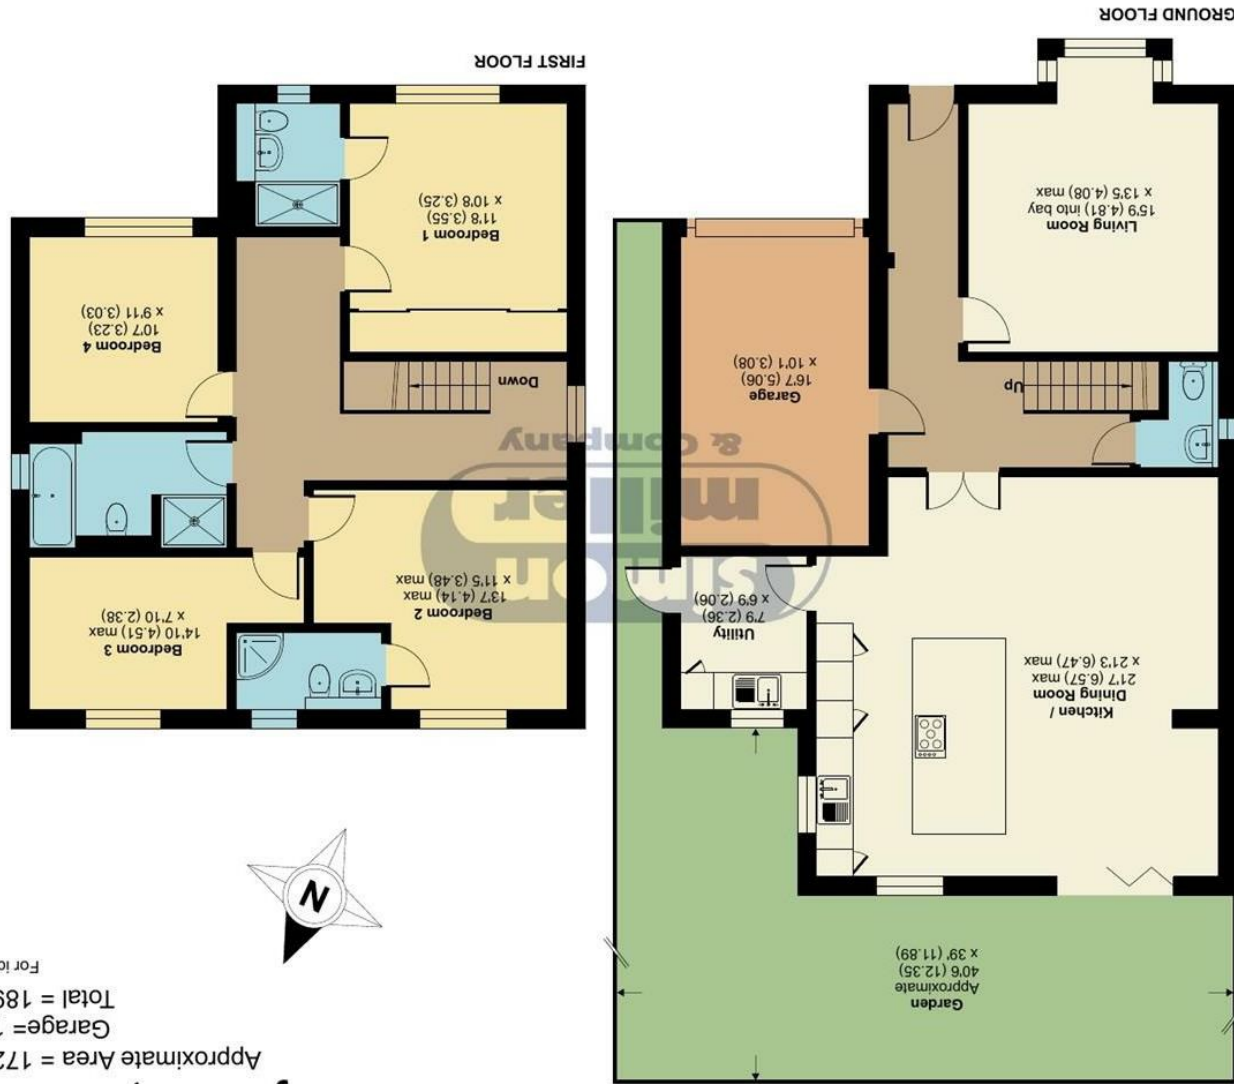 Approximate Area = 172
Garage= 1
Total = 189
For id
Garden
Approximate
40'6 (12.35)
x 39' (11.89)
Kitchen /
Dining Room
21'7 (6.57) max
x 21'3 (6.47) max
Utility
7'9 (2.36)
x 6'9 (2.06)
Garage
16'7 (5.06)
x 10'1 (3.08)
Up
Living Room
15'9 (4.81) into bay
x 13'5 (4.08) max
GROUND FLOOR
N
Bedroom 2
13'7 (4.14) max
x 11'5 (3.48) max
Bedroom 3
14'10 (4.51) max
x 7'10 (2.38)
Down
Bedroom 4
10'7 (3.23)
x 9'11 (3.03)
Bedroom 1
11'8 (3.55)
x 10'8 (3.25)
FIRST FLOOR
simon
miller
& Company